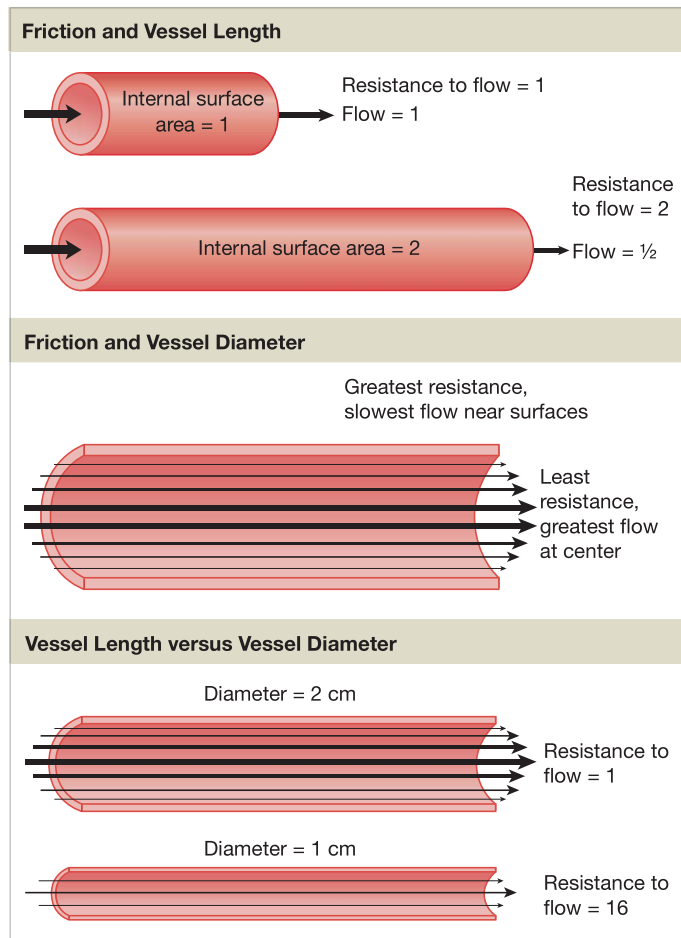 Friction and Vessel Length
Internal surface
area = 1
Resistance to flow = 1
Flow = 1
Internal surface area = 2
Resistance
to flow = 2
Flow = ½
Friction and Vessel Diameter
Greatest resistance,
slowest flow near surfaces
Least
resistance,
greatest flow
at center
Vessel Length versus Vessel Diameter
Diameter = 2 cm
Resistance to
flow = 1
Diameter = 1 cm
Resistance to
flow = 16